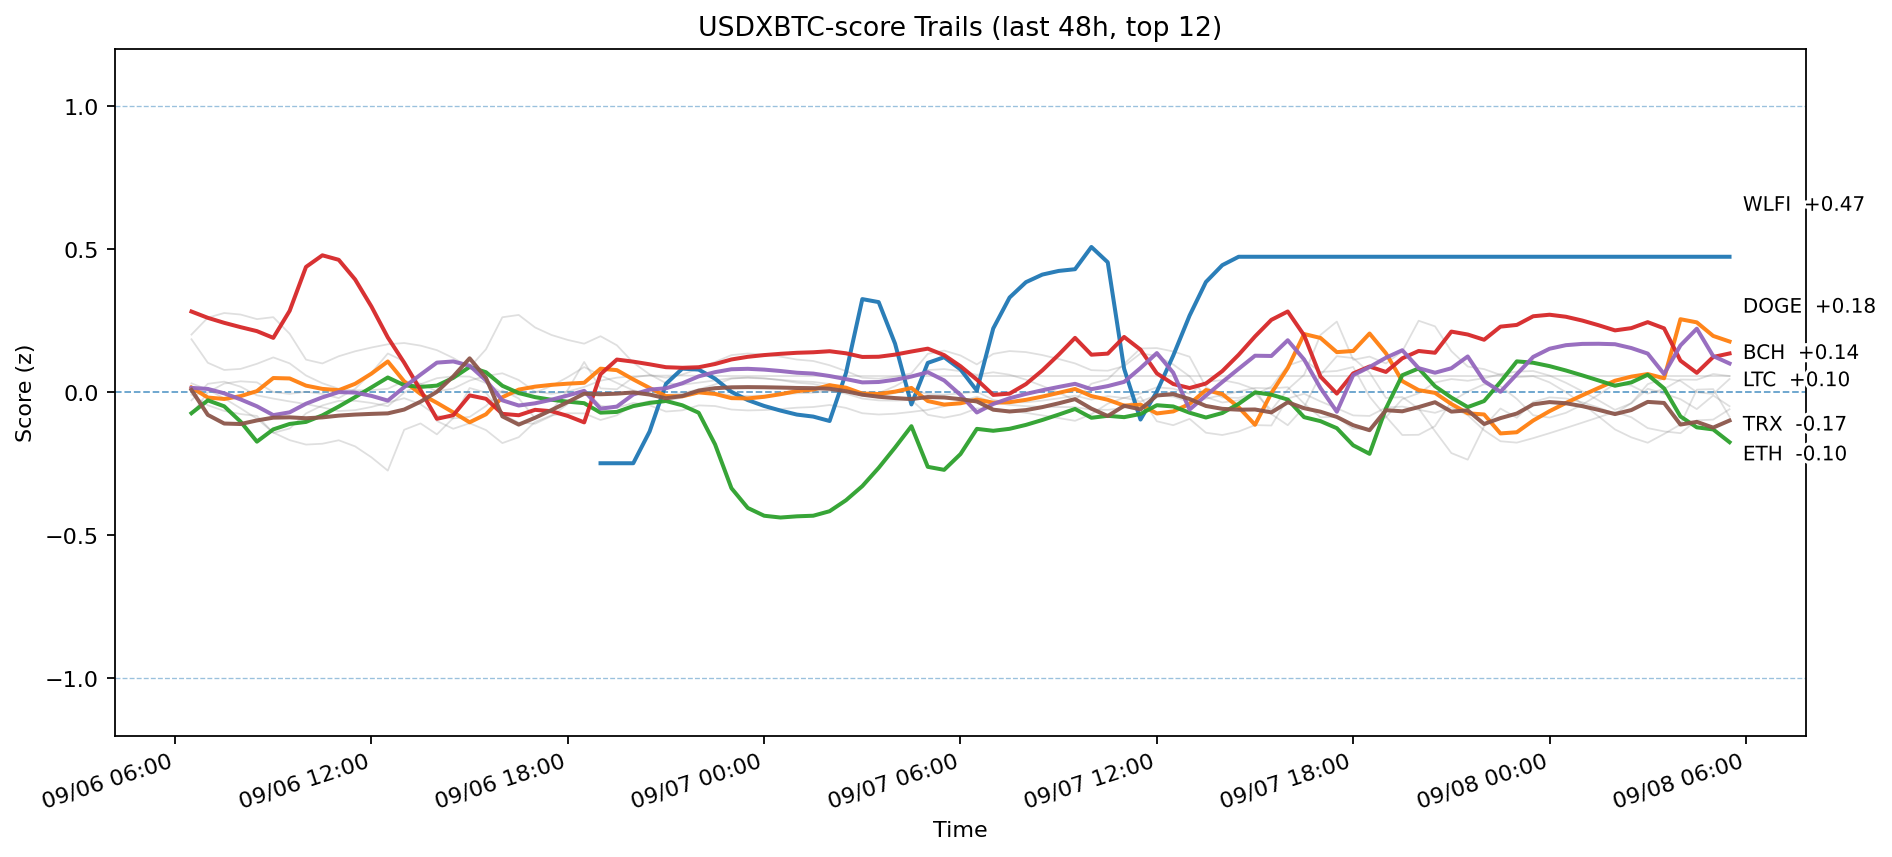 USDXBTC-score Trails (last 48h, top 12)
Score (z)
1.0
0.5
0.0
−0.5
−1.0
WLFI +0.47
DOGE +0.18
BCH +0.14
LTC +0.10
TRX -0.17
ETH -0.10
09/06 06:00
09/06 12:00
09/06 18:00
09/07 00:00
09/07 06:00
09/07 12:00
09/07 18:00
09/08 00:00
09/08 06:00
Time